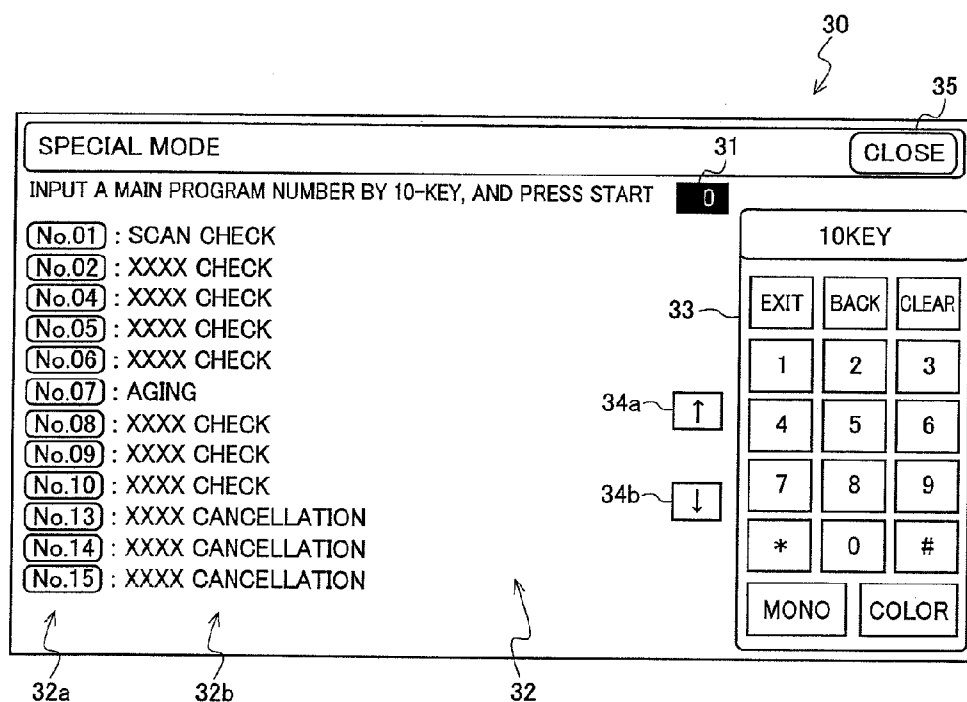 30
35
SPECIAL MODE
31
CLOSE
INPUT A MAIN PROGRAM NUMBER BY 10-KEY, AND PRESS START
0
No.01 : SCAN CHECK
No.02 : XXXX CHECK
No.04 : XXXX CHECK
No.05 : XXXX CHECK
No.06 : XXXX CHECK
No.07 : AGING
No.08 : XXXX CHECK
No.09 : XXXX CHECK
No.10 : XXXX CHECK
No.13 : XXXX CANCELLATION
No.14 : XXXX CANCELLATION
No.15 : XXXX CANCELLATION
34a
↑
34b
↓
33
10KEY
EXIT BACK CLEAR
1 2 3
4 5 6
7 8 9
* 0 #
MONO COLOR
32a 32b 32